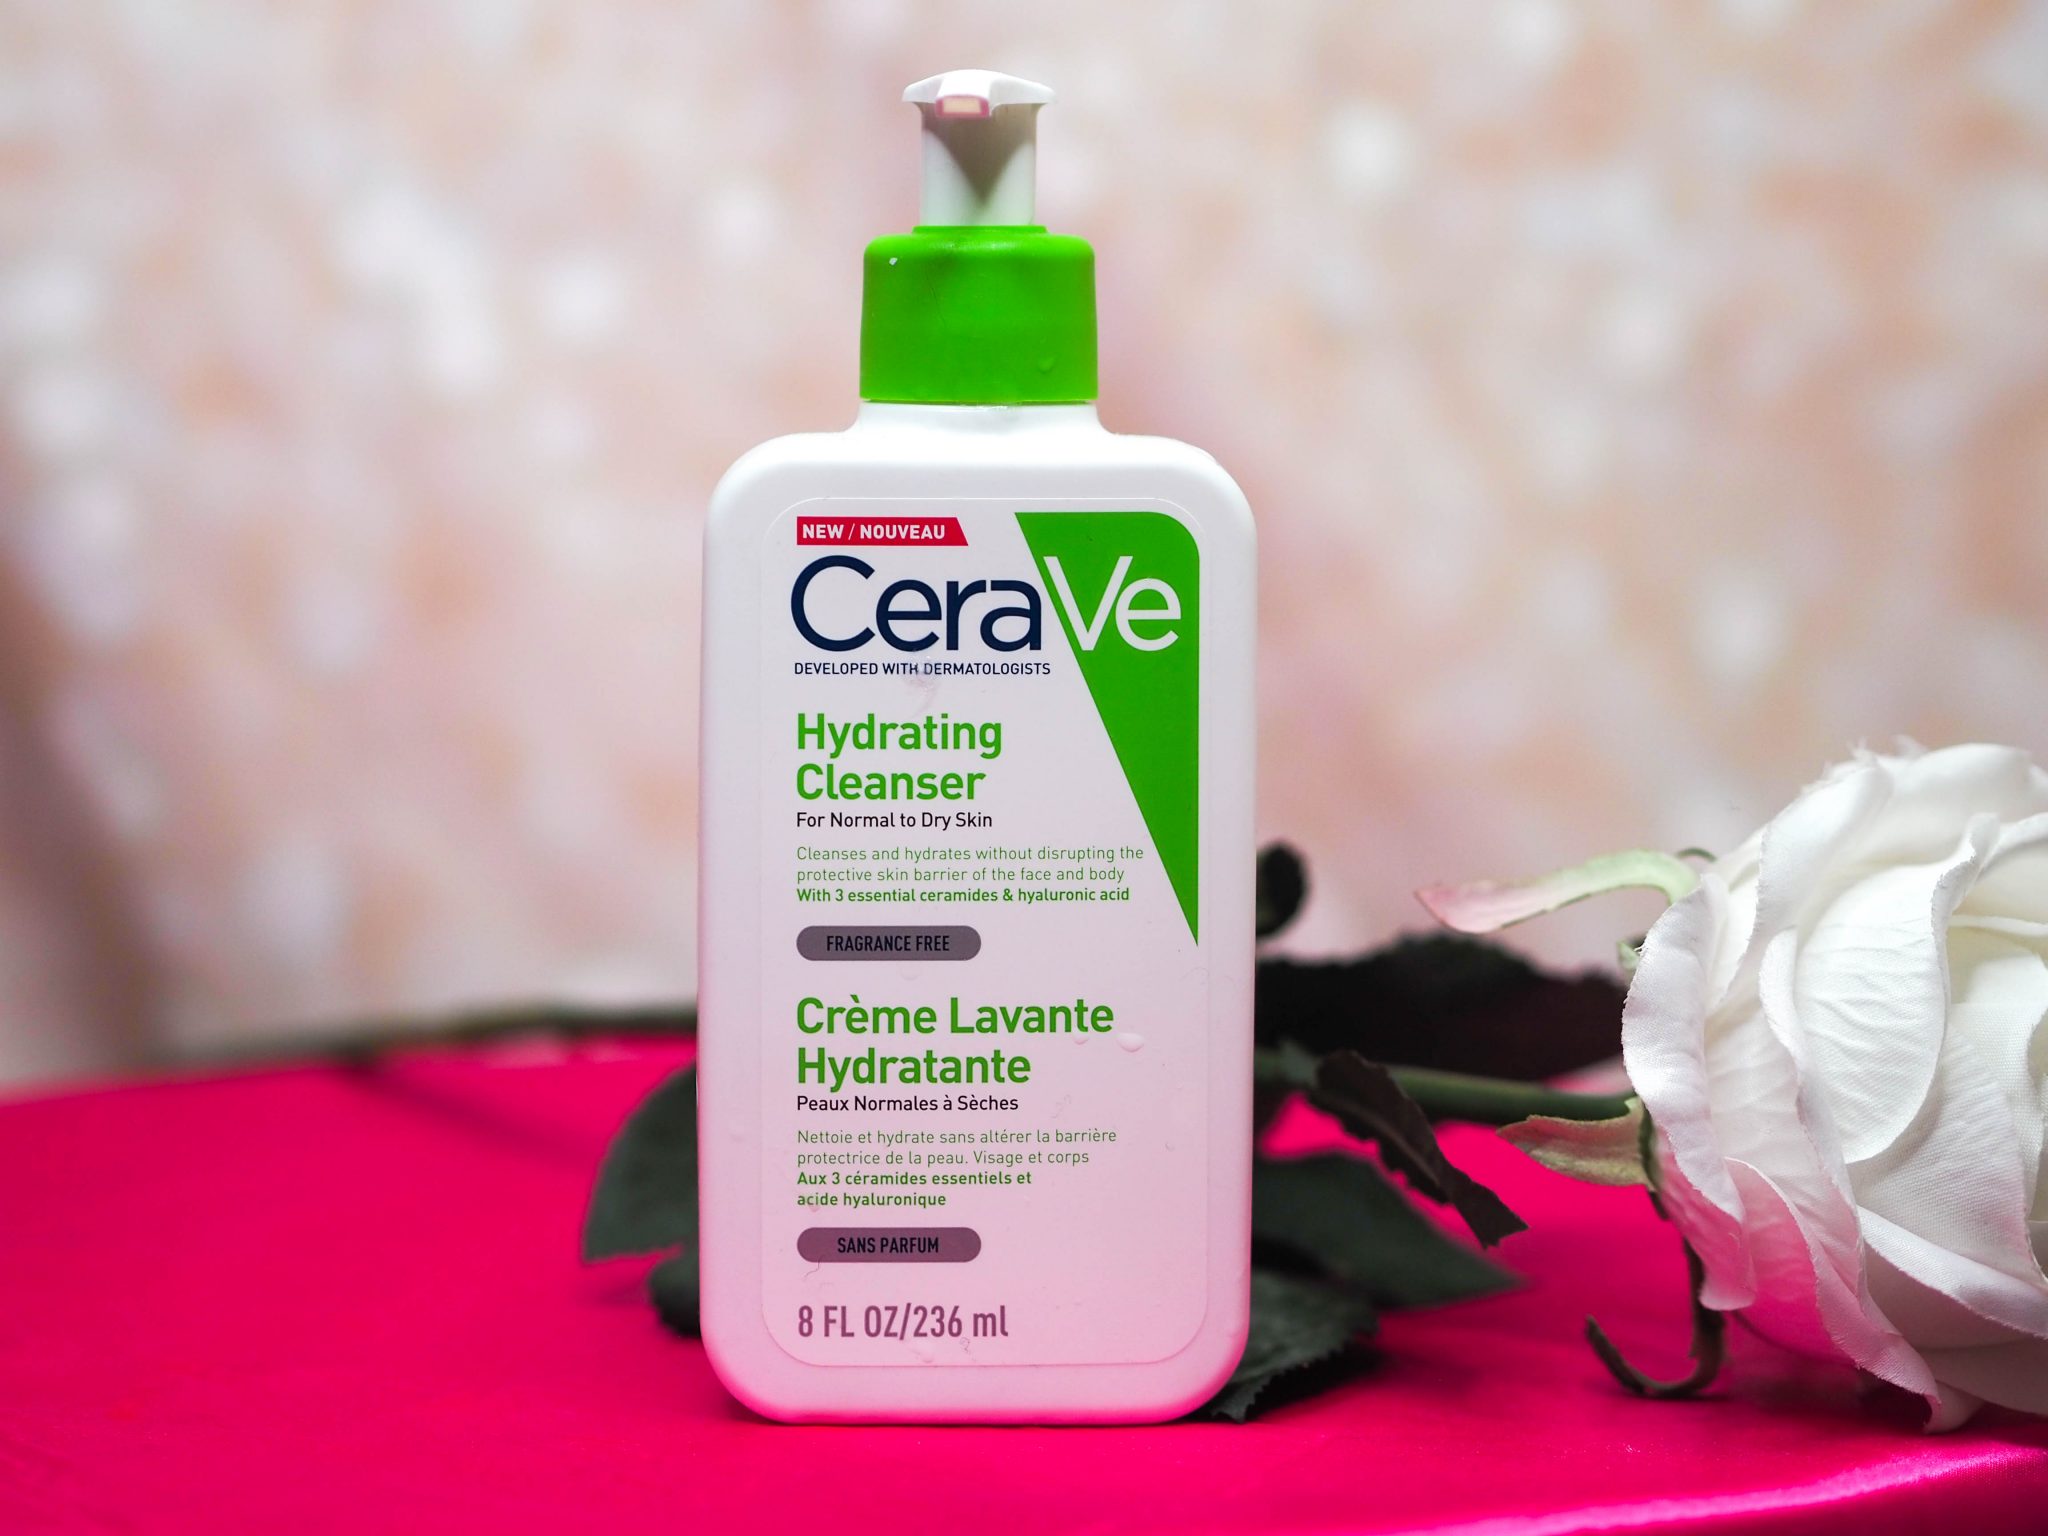 NEW / NOUVEAU
CeraVe
DEVELOPED WITH DERMATOLOGISTS
Hydrating
Cleanser
For Normal to Dry Skin
Cleanses and hydrates without disrupting the
protective skin barrier of the face and body
With 3 essential ceramides & hyaluronic acid
FRAGRANCE FREE
Crème Lavante
Hydratante
Peaux Normales à Sèches
Nettoie et hydrate sans altérer la barrière
protectrice de la peau. Visage et corps
Aux 3 céramides essentiels et
acide hyaluronique
SANS PARFUM
8 FL OZ/236 ml